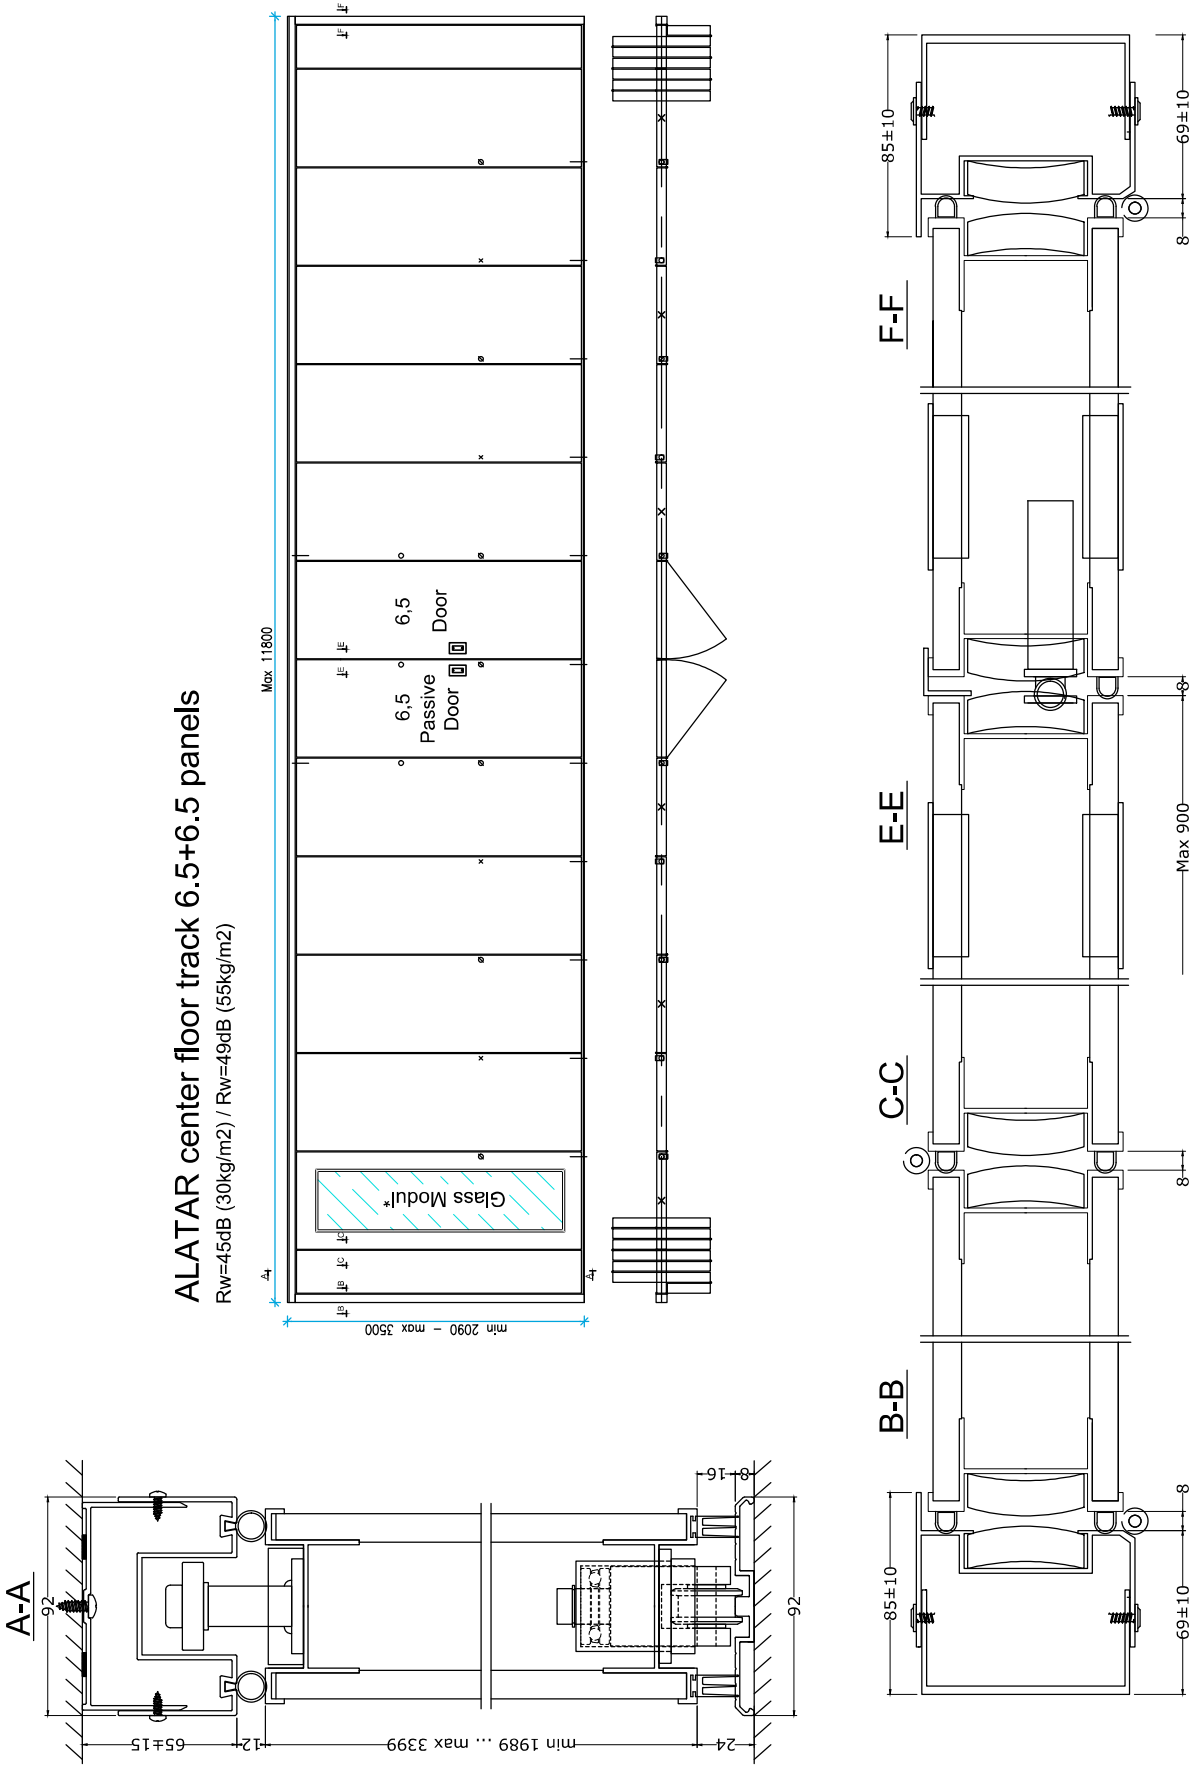 ALATAR center floor track 6.5+6.5 panels
Rw=45dB (30kg/m2) / Rw=49dB (55kg/m2)
Max 11800
min 2090 - max 3500
A
A
B
B
C
C
E
E
F
F
Glass Modul*
6,5
Passive
Door
6,5
Door
A-A
92
65±15
12
min 1989 ... max 3399
24
16
8
92
B-B
85±10
69±10
8
C-C
8
E-E
Max 900
8
F-F
85±10
69±10
8